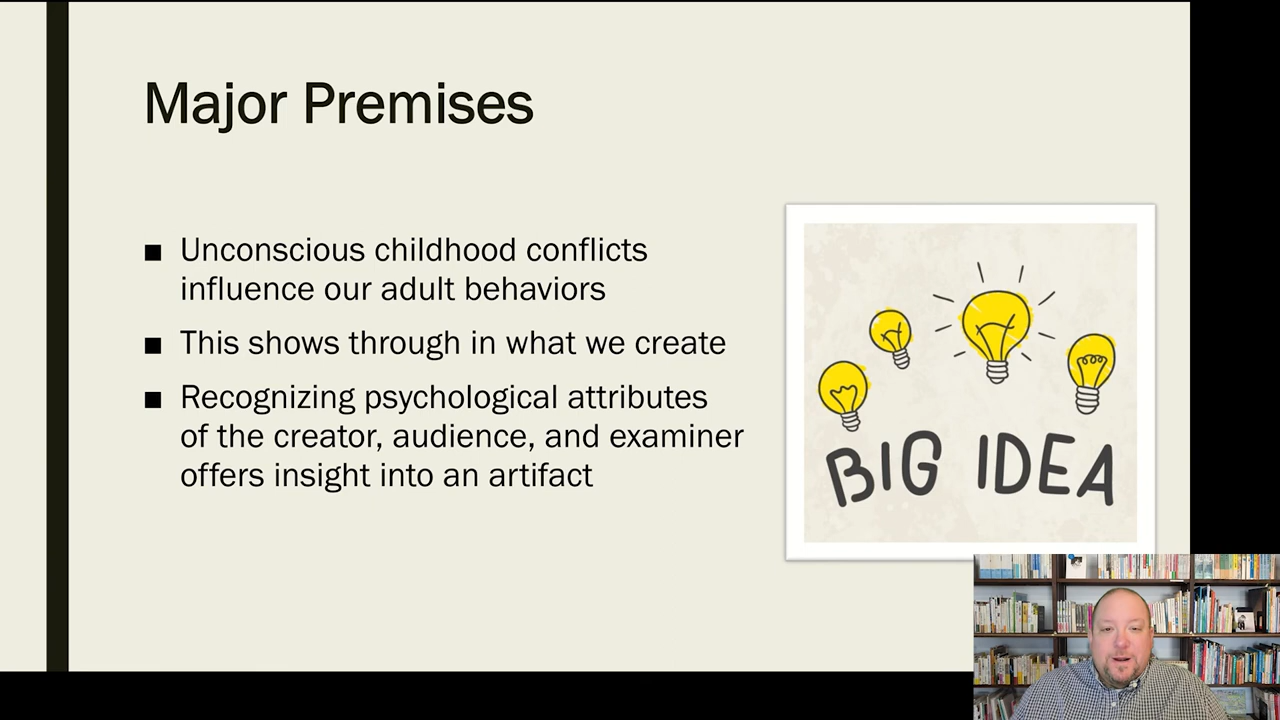 Major Premises
■ Unconscious childhood conflicts
influence our adult behaviors
■ This shows through in what we create
■ Recognizing psychological attributes
of the creator, audience, and examiner
offers insight into an artifact
BIG IDEA